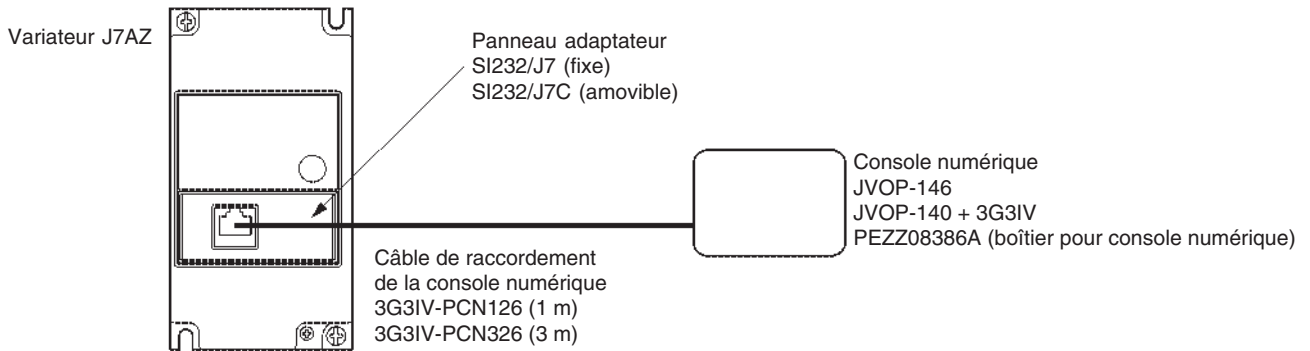 Variateur J7AZ
Panneau adaptateur
SI232/J7 (fixe)
SI232/J7C (amovible)
Console numérique
JVOP-146
JVOP-140 + 3G3IV
PEZZ08386A (boîtier pour console numérique)
Câble de raccordement
de la console numérique
3G3IV-PCN126 (1 m)
3G3IV-PCN326 (3 m)